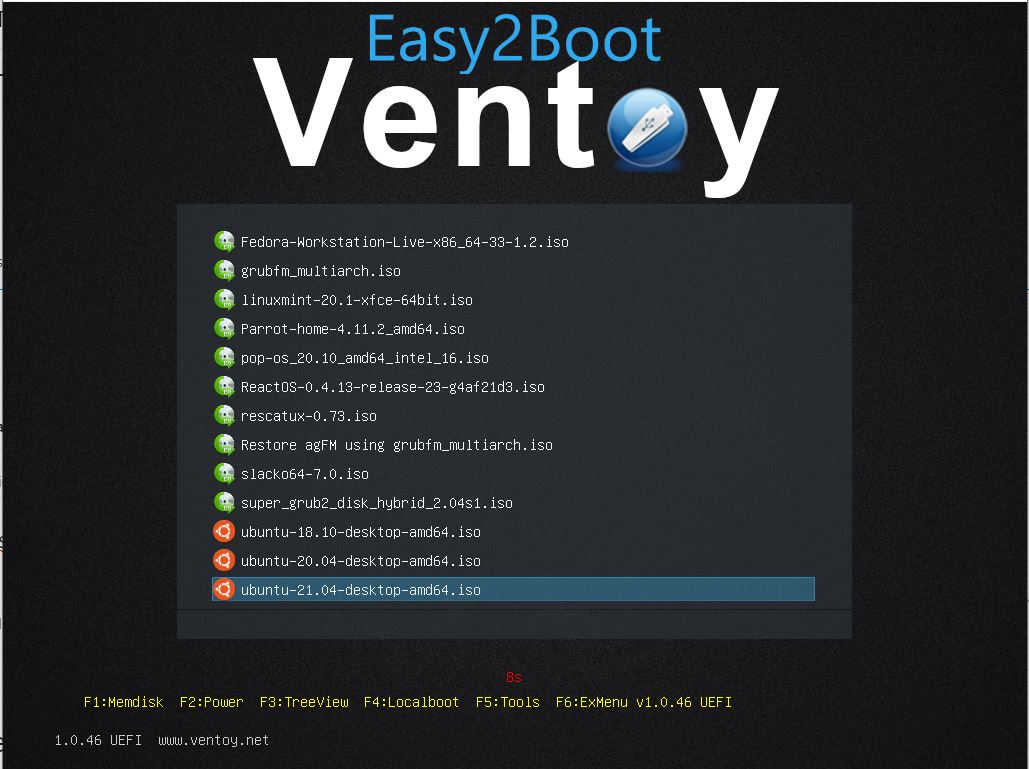 Easy2Boot
Ventoy
Fedora-Workstation-Live-x86_64-33-1.2.iso
grubfm_multiarch.iso
linuxmint-20.1-xfce-64bit.iso
Parrot-home-4.11.2_amd64.iso
pop-os_20.10_amd64_intel_16.iso
ReactOS-0.4.13-release-23-g4af21d3.iso
rescatux-0.73.iso
Restore agFM using grubfm_multiarch.iso
slacko64-7.0.iso
super_grub2_disk_hybrid_2.04s1.iso
ubuntu-18.10-desktop-amd64.iso
ubuntu-20.04-desktop-amd64.iso
ubuntu-21.04-desktop-amd64.iso
8s
F1:Memdisk F2:Power F3:TreeView F4:Localboot F5:Tools F6:ExMenu v1.0.46 UEFI
1.0.46 UEFI www.ventoy.net